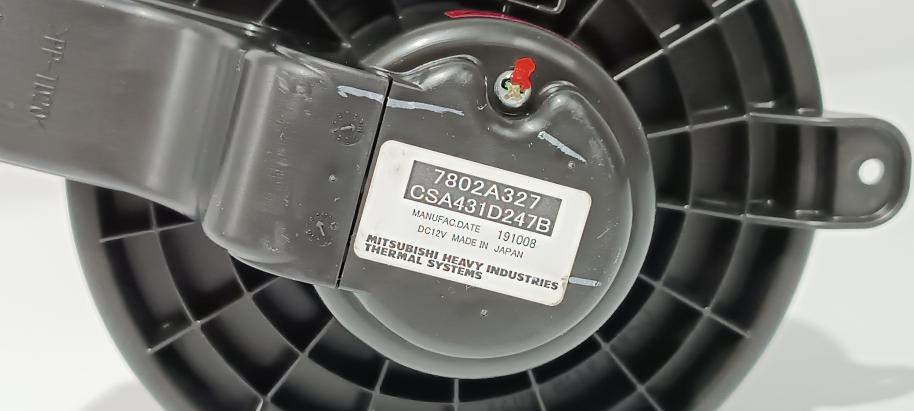 7802A327
CSA431D247B
MANUFAC.DATE 191008
DC12V MADE IN JAPAN
MITSUBISHI HEAVY INDUSTRIES
THERMAL SYSTEMS